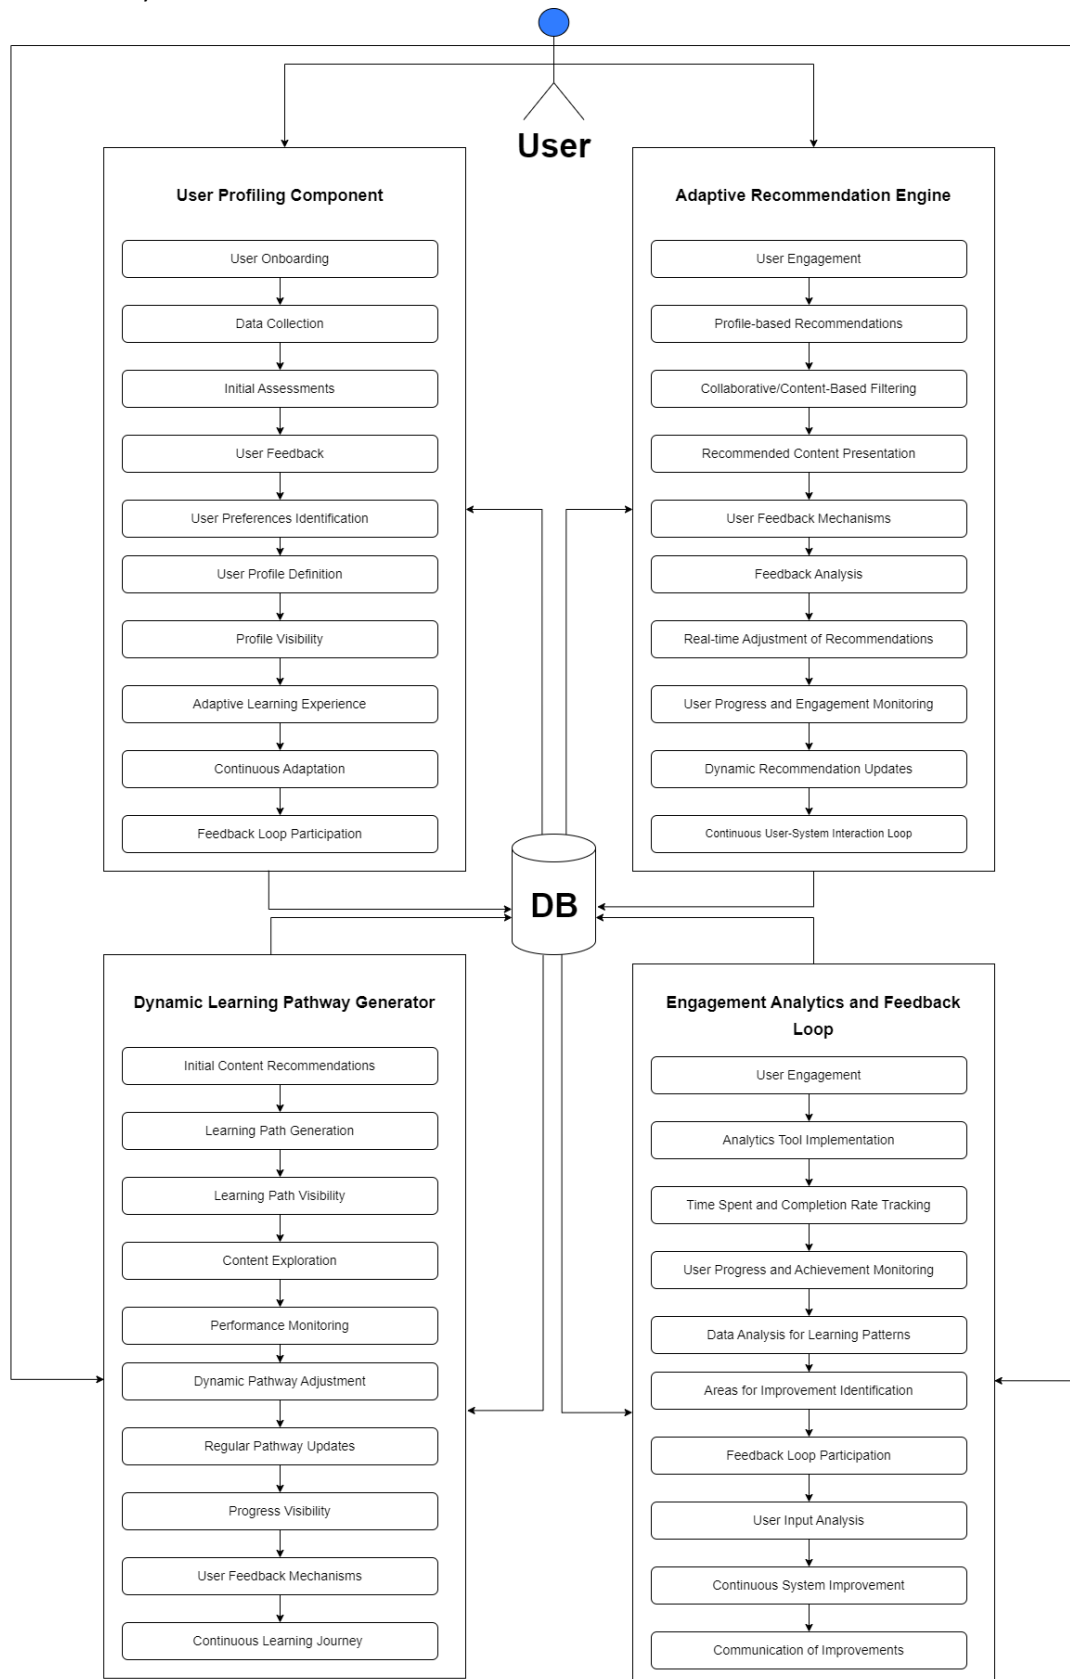 User
User Profiling Component
User Onboarding
Data Collection
Initial Assessments
User Feedback
User Preferences Identification
User Profile Definition
Profile Visibility
Adaptive Learning Experience
Continuous Adaptation
Feedback Loop Participation
Adaptive Recommendation Engine
User Engagement
Profile-based Recommendations
Collaborative/Content-Based Filtering
Recommended Content Presentation
User Feedback Mechanisms
Feedback Analysis
Real-time Adjustment of Recommendations
User Progress and Engagement Monitoring
Dynamic Recommendation Updates
Continuous User-System Interaction Loop
DB
Dynamic Learning Pathway Generator
Initial Content Recommendations
Learning Path Generation
Learning Path Visibility
Content Exploration
Performance Monitoring
Dynamic Pathway Adjustment
Regular Pathway Updates
Progress Visibility
User Feedback Mechanisms
Continuous Learning Journey
Engagement Analytics and Feedback
Loop
User Engagement
Analytics Tool Implementation
Time Spent and Completion Rate Tracking
User Progress and Achievement Monitoring
Data Analysis for Learning Patterns
Areas for Improvement Identification
Feedback Loop Participation
User Input Analysis
Continuous System Improvement
Communication of Improvements